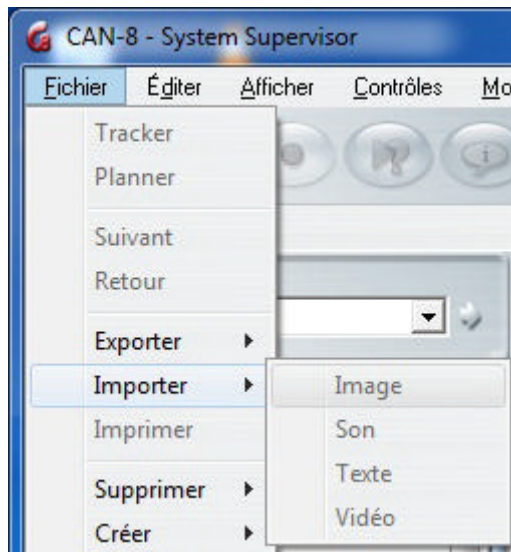 CAN-8 - System Supervisor
Fichier Éditer Afficher Contrôles
Tracker
Planner
Suivant
Retour
Exporter
Importer
Image
Imprimer
Son
Texte
Supprimer
Vidéo
Créer